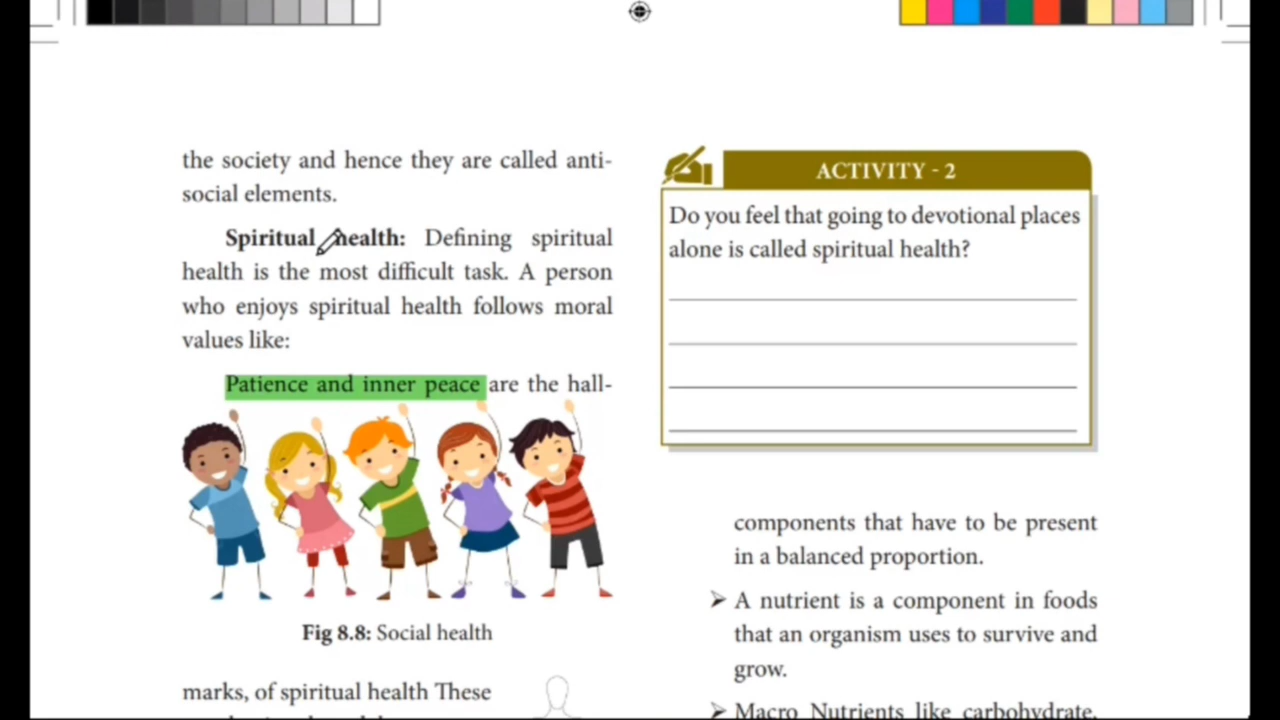 the society and hence they are called anti-
social elements.
Spiritual health: Defining spiritual
health is the most difficult task. A person
who enjoys spiritual health follows moral
values like:
Patience and inner peace are the hall-
Fig 8.8: Social health
marks, of spiritual health These
ACTIVITY - 2
Do you feel that going to devotional places
alone is called spiritual health?
components that have to be present
in a balanced proportion.
➢ A nutrient is a component in foods
that an organism uses to survive and
grow.
➢ Macro Nutrients like carbohydrate,